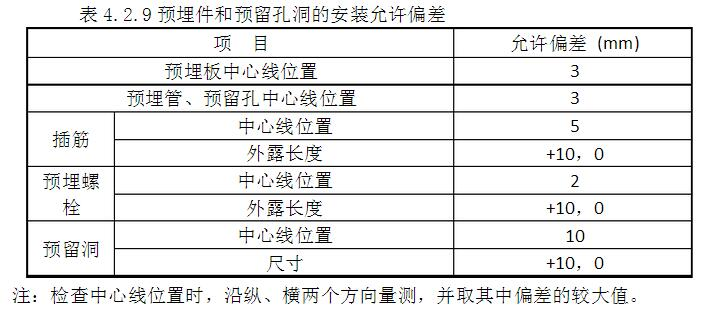 表 4.2.9 预埋件和预留孔洞的安装允许偏差
项 目 允许偏差 (mm)
预埋板中心线位置 3
预埋管、预留孔中心线位置 3
插筋 中心线位置 5
外露长度 +10，0
预埋螺栓 中心线位置 2
外露长度 +10，0
预留洞 中心线位置 10
尺寸 +10，0
注：检查中心线位置时，沿纵、横两个方向量测，并取其中偏差的较大值。